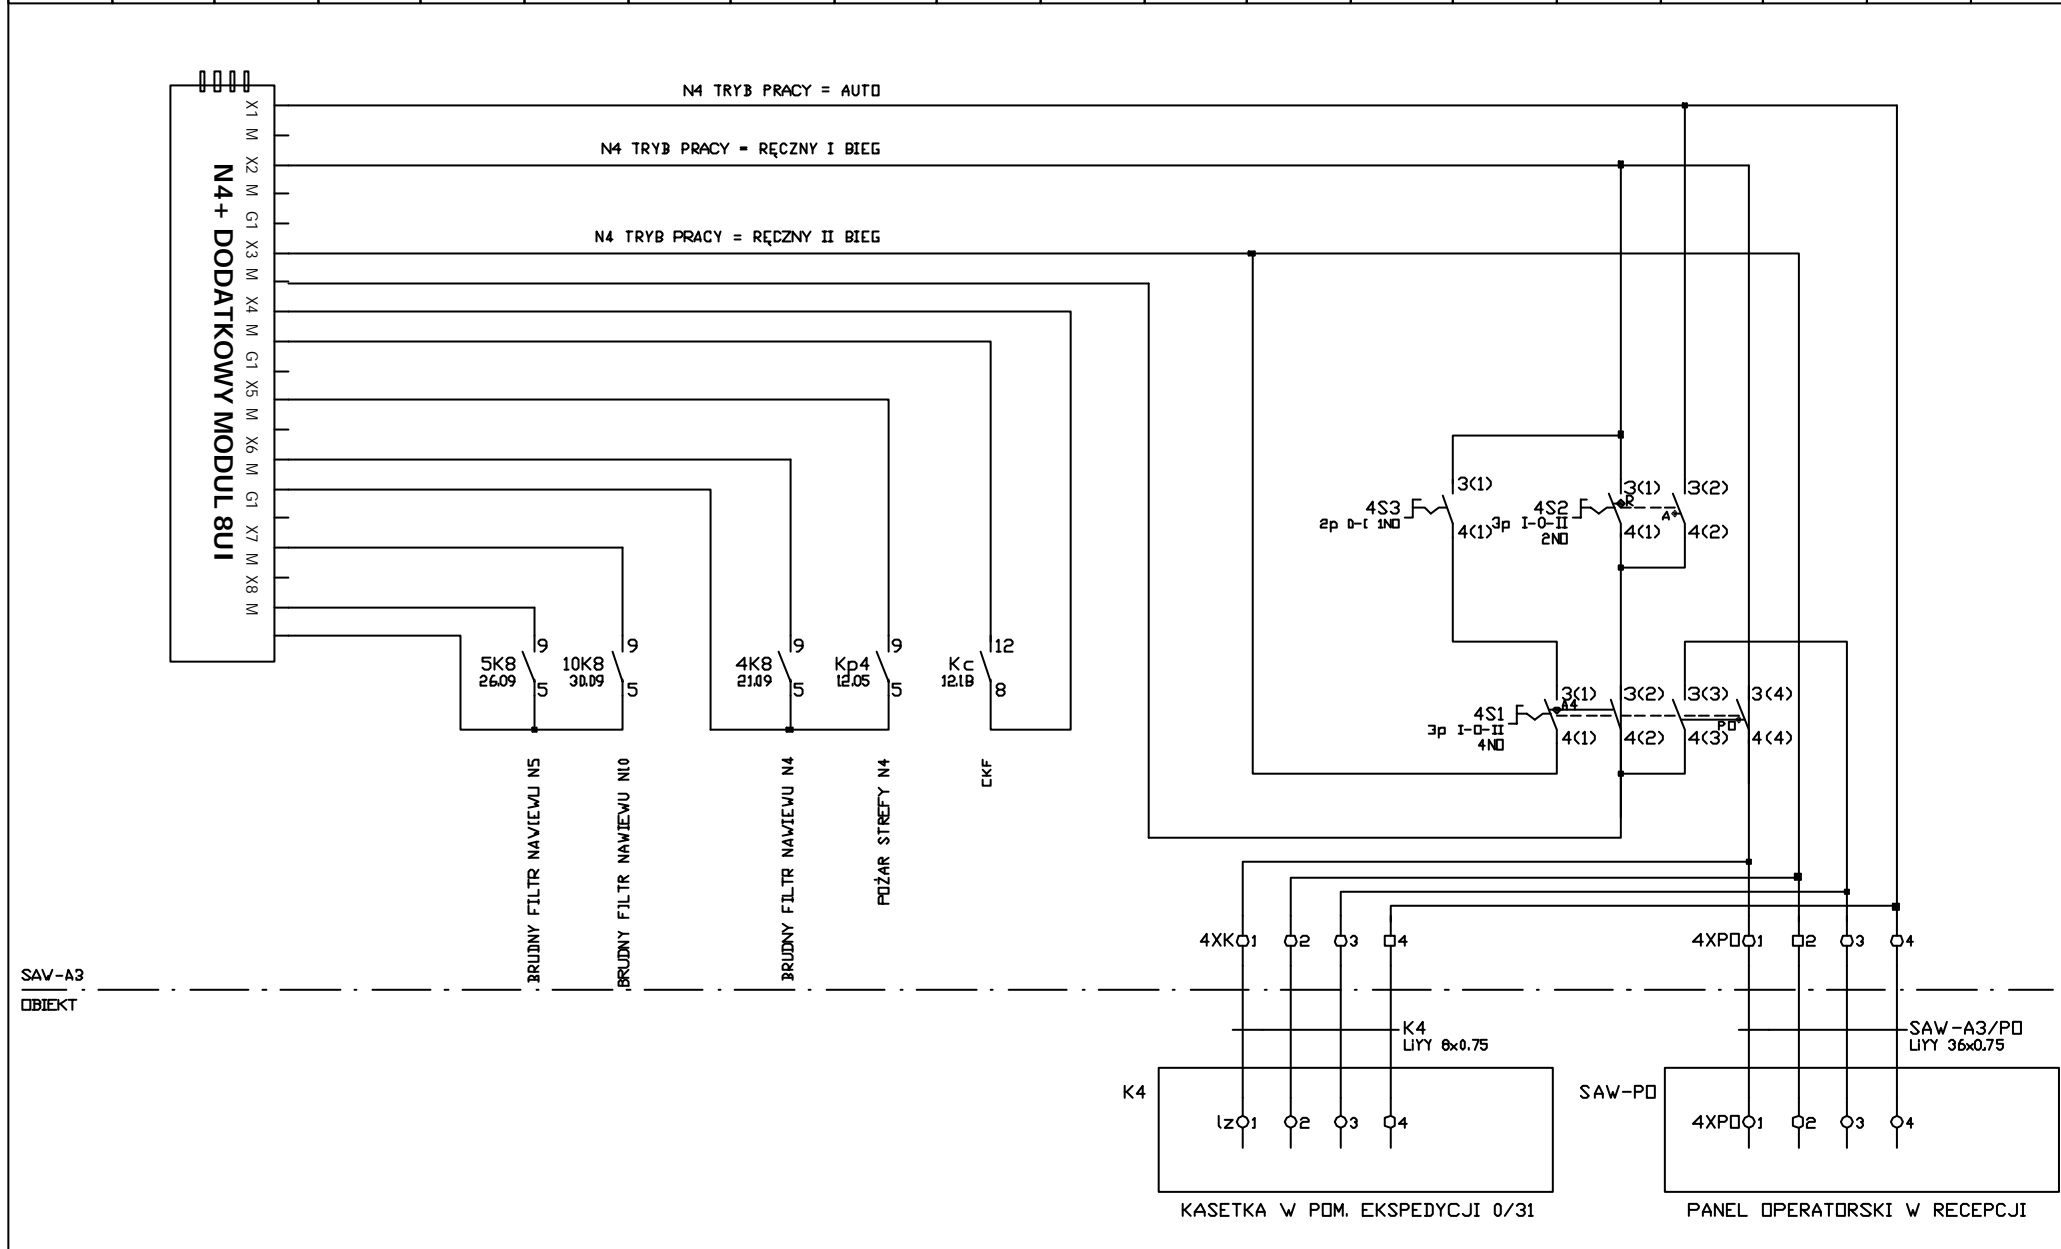 N4 TRYB PRACY = AUTO
N4 TRYB PRACY = RĘCZNY I BIEG
N4 TRYB PRACY = RĘCZNY II BIEG
N4+ DODATKOWY MODUL 8UI
X1
M
X2
M
G1
X3
M
X4
M
G1
X5
M
X6
M
G1
X7
M
X8
M
3(1)
4S3
2p 0-I 1NO
4(1)
3(1)
R
4S2
3p I-0-II
2NO
4(1)
3(2)
A
4(2)
5K8
26.09
9
5
10K8
30.09
9
5
4K8
21.09
9
5
Kp4
12.05
9
5
Kc
12.18
12
8
4S1
3p I-0-II
4NO
3(1)
A4
4(1)
3(2)
4(2)
3(3)
4(3)
PO
3(4)
4(4)
BRUDNY FILTR NAWIEWU N5
BRUDNY FILTR NAWIEWU N10
BRUDNY FILTR NAWIEWU N4
POŻAR STREFY N4
CKF
4XK 1 2 3 4
4XPO 1 2 3 4
SAW-A3
OBIEKT
K4
LiYY 8x0.75
SAW-A3/PO
LiYY 36x0.75
K4
lz 1 2 3 4
SAW-PO
4XPO 1 2 3 4
KASETKA W POM. EKSPEDYCJI 0/31
PANEL OPERATORSKI W RECEPCJI